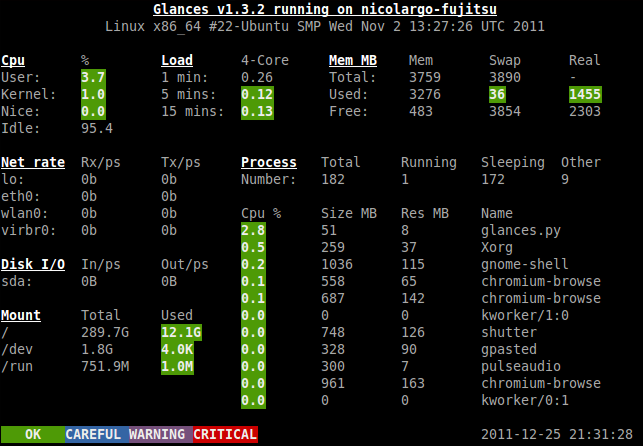 Glances v1.3.2 running on nicolargo-fujitsu
Linux x86_64 #22-Ubuntu SMP Wed Nov 2 13:27:26 UTC 2011
Cpu % Load 4-Core Mem MB Mem Swap Real
User: 3.7 1 min: 0.26 Total: 3759 3890 -
Kernel: 1.0 5 mins: 0.12 Used: 3276 36 1455
Nice: 0.0 15 mins: 0.13 Free: 483 3854 2303
Idle: 95.4
Net rate Rx/ps Tx/ps Process Total Running Sleeping Other
lo: 0b 0b Number: 182 1 172 9
eth0: 0b 0b
wlan0: 0b 0b Cpu % Size MB Res MB Name
virbr0: 0b 0b 2.8 51 8 glances.py
0.5 259 37 Xorg
Disk I/O In/ps Out/ps 0.2 1036 115 gnome-shell
sda: 0B 0B 0.1 558 65 chromium-browse
0.1 687 142 chromium-browse
Mount Total Used 0.0 0 0 kworker/1:0
/ 289.7G 12.1G 0.0 748 126 shutter
/dev 1.8G 4.0K 0.0 328 90 gpasted
/run 751.9M 1.0M 0.0 300 7 pulseaudio
0.0 961 163 chromium-browse
0.0 0 0 kworker/0:1
OK CAREFUL WARNING CRITICAL 2011-12-25 21:31:28